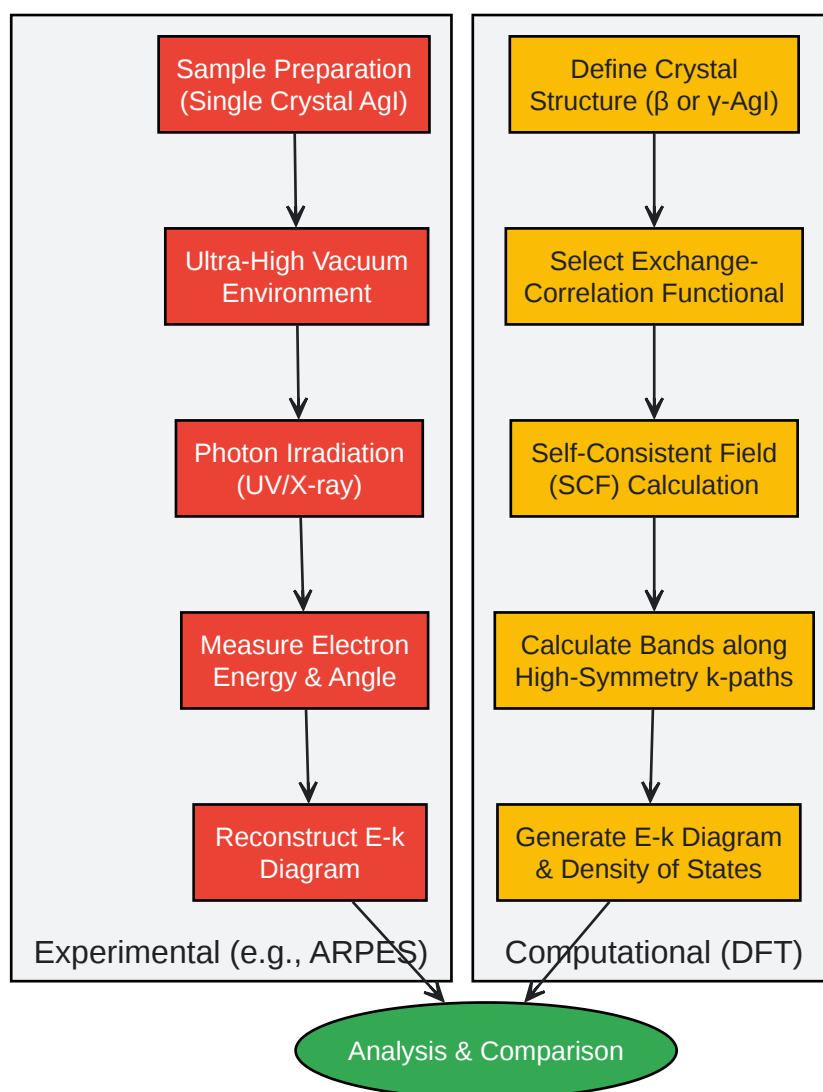 Sample Preparation
(Single Crystal AgI)
Ultra-High Vacuum
Environment
Photon Irradiation
(UV/X-ray)
Measure Electron
Energy & Angle
Reconstruct E-k
Diagram
Experimental (e.g., ARPES)
Define Crystal
Structure (β or γ-AgI)
Select Exchange-
Correlation Functional
Self-Consistent Field
(SCF) Calculation
Calculate Bands along
High-Symmetry k-paths
Generate E-k Diagram
& Density of States
Computational (DFT)
Analysis & Comparison